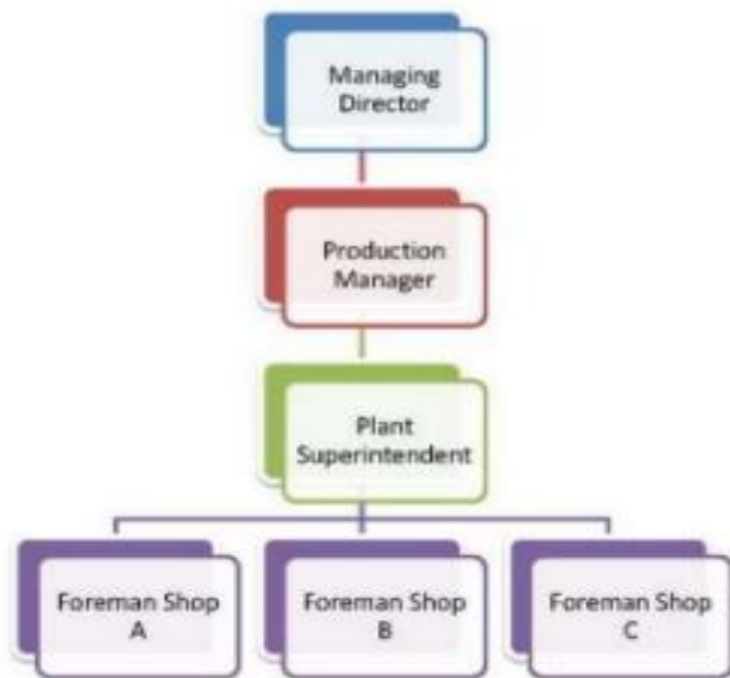 Managing
Director
Production
Manager
Plant
Superintendent
Foreman Shop
A
Foreman Shop
B
Foreman Shop
C